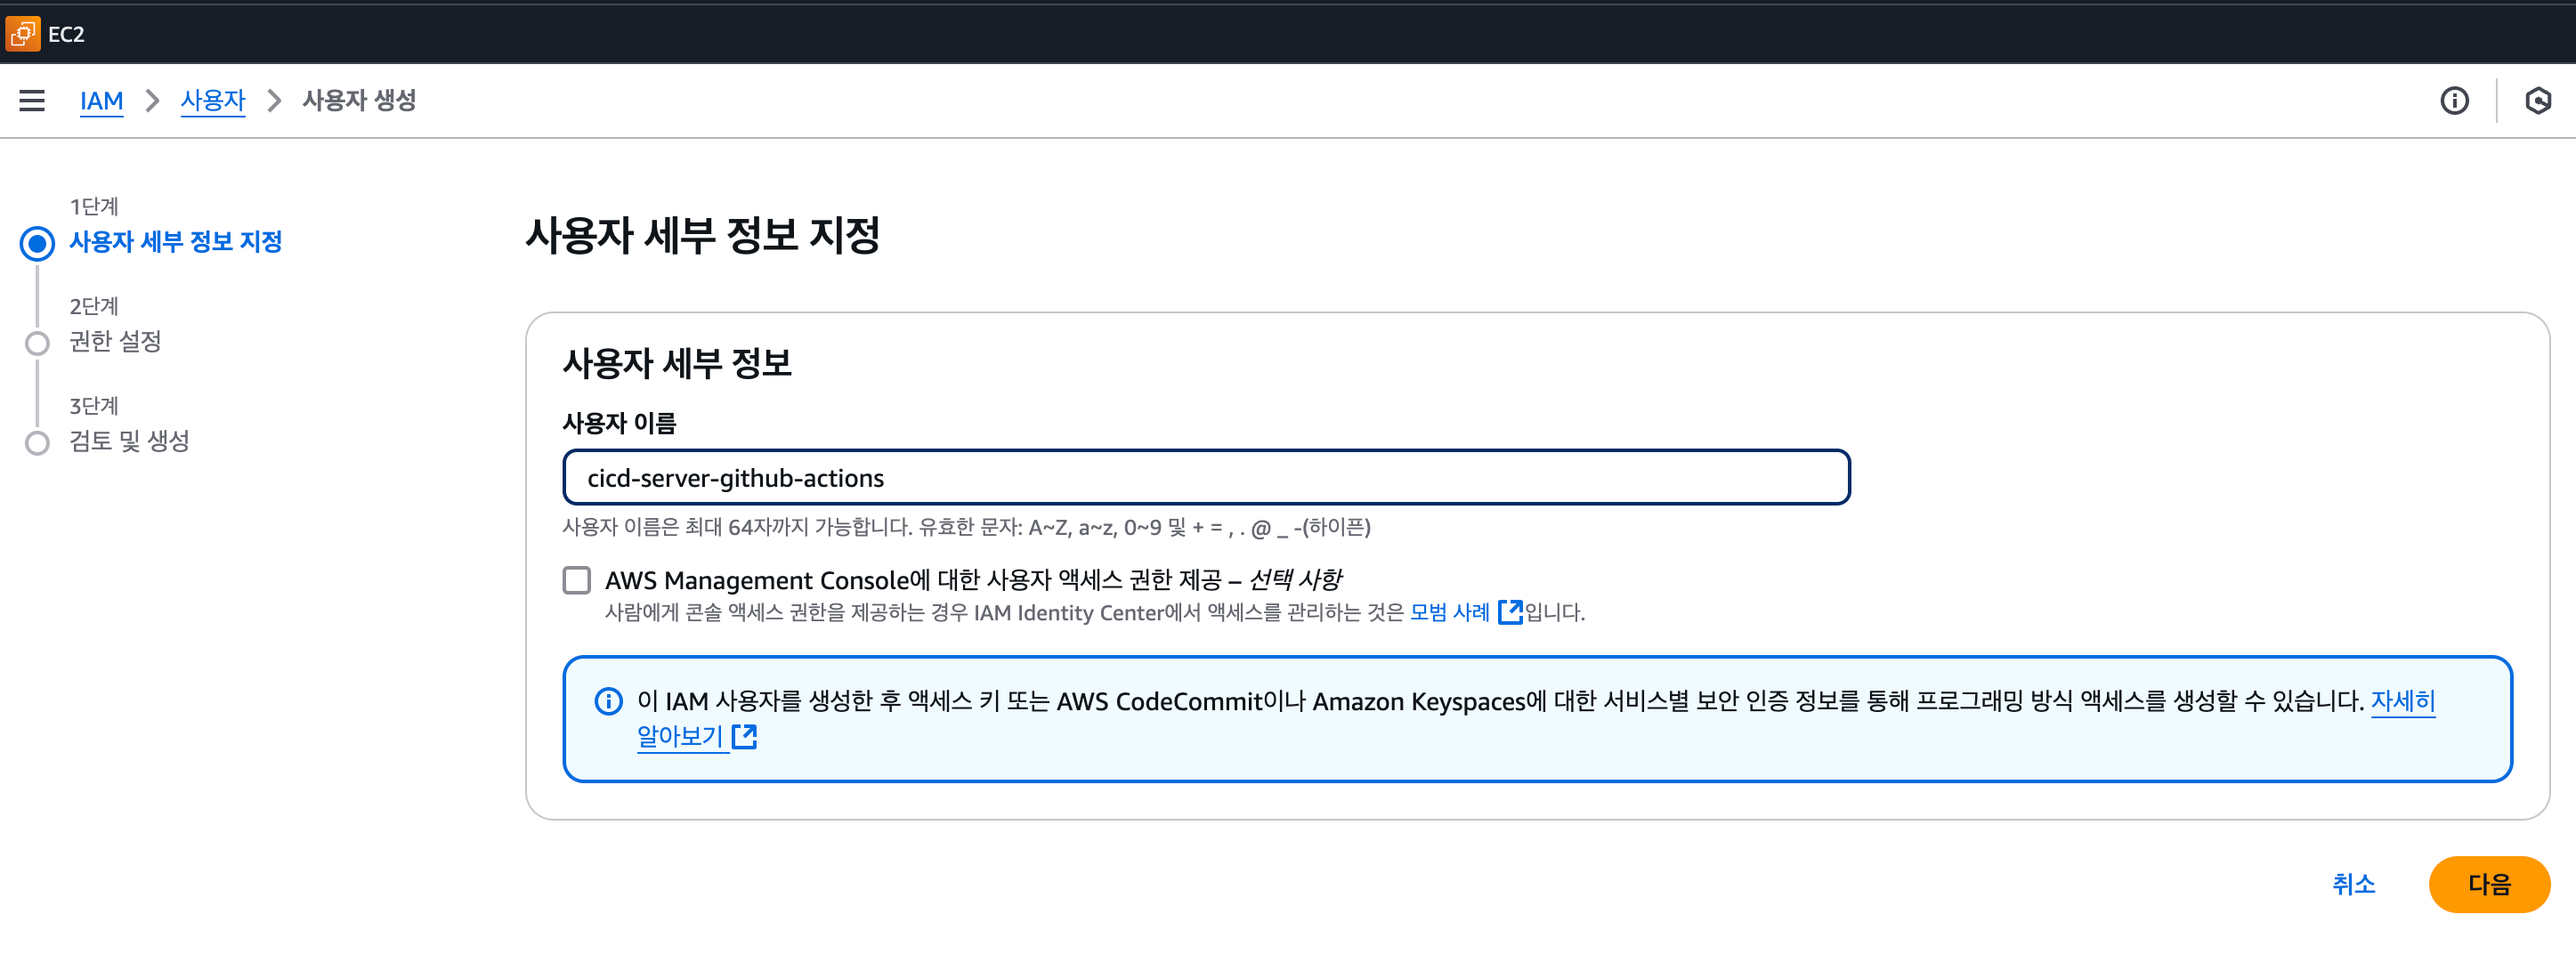 EC2
IAM
사용자
사용자 생성
1단계
사용자 세부 정보 지정
2단계
권한 설정
3단계
검토 및 생성
사용자 세부 정보 지정
사용자 세부 정보
사용자 이름
cicd-server-github-actions
사용자 이름은 최대 64자까지 가능합니다. 유효한 문자: A~Z, a~z, 0~9 및 + = , . @ _ -(하이픈)
AWS Management Console에 대한 사용자 액세스 권한 제공 – 선택 사항
사람에게 콘솔 액세스 권한을 제공하는 경우 IAM Identity Center에서 액세스를 관리하는 것은 모범 사례 입니다.
이 IAM 사용자를 생성한 후 액세스 키 또는 AWS CodeCommit이나 Amazon Keyspaces에 대한 서비스별 보안 인증 정보를 통해 프로그래밍 방식 액세스를 생성할 수 있습니다. 자세히
알아보기
취소
다음